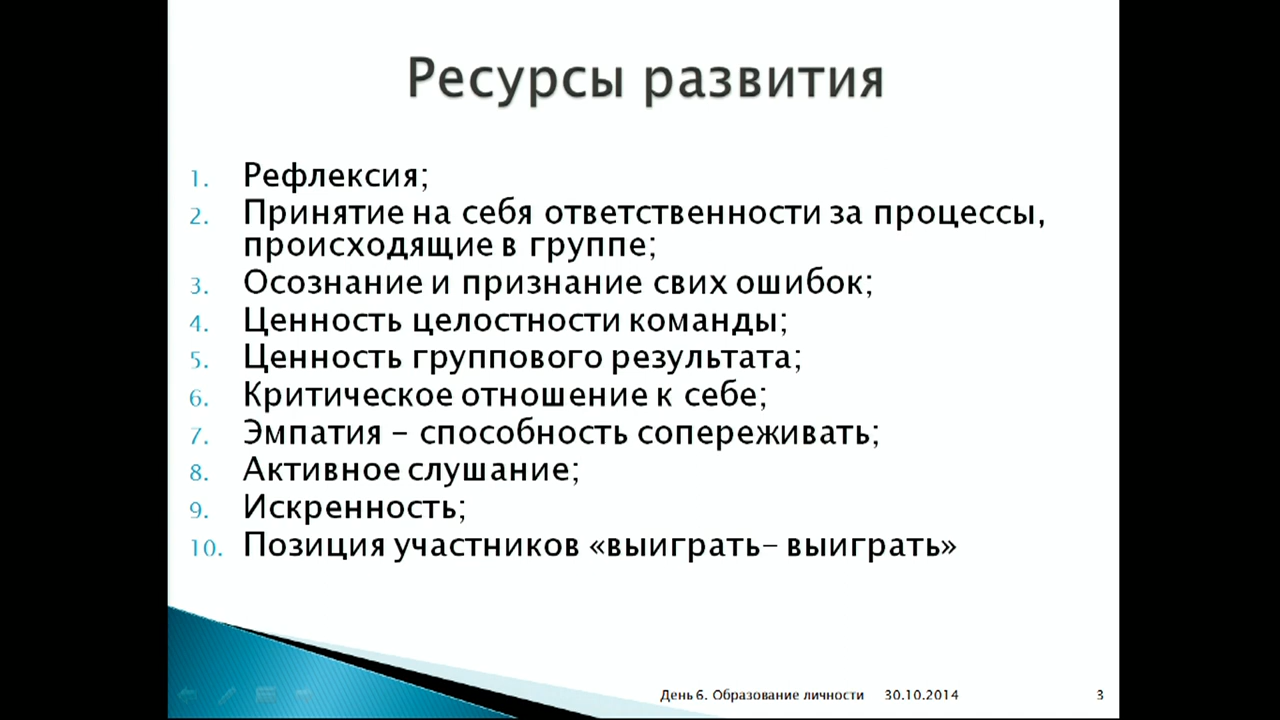 Ресурсы развития
1. Рефлексия;
2. Принятие на себя ответственности за процессы,
происходящие в группе;
3. Осознание и признание свих ошибок;
4. Ценность целостности команды;
5. Ценность группового результата;
6. Критическое отношение к себе;
7. Эмпатия – способность сопереживать;
8. Активное слушание;
9. Искренность;
10. Позиция участников «выиграть– выиграть»
День 6. Образование личности 30.10.2014 3